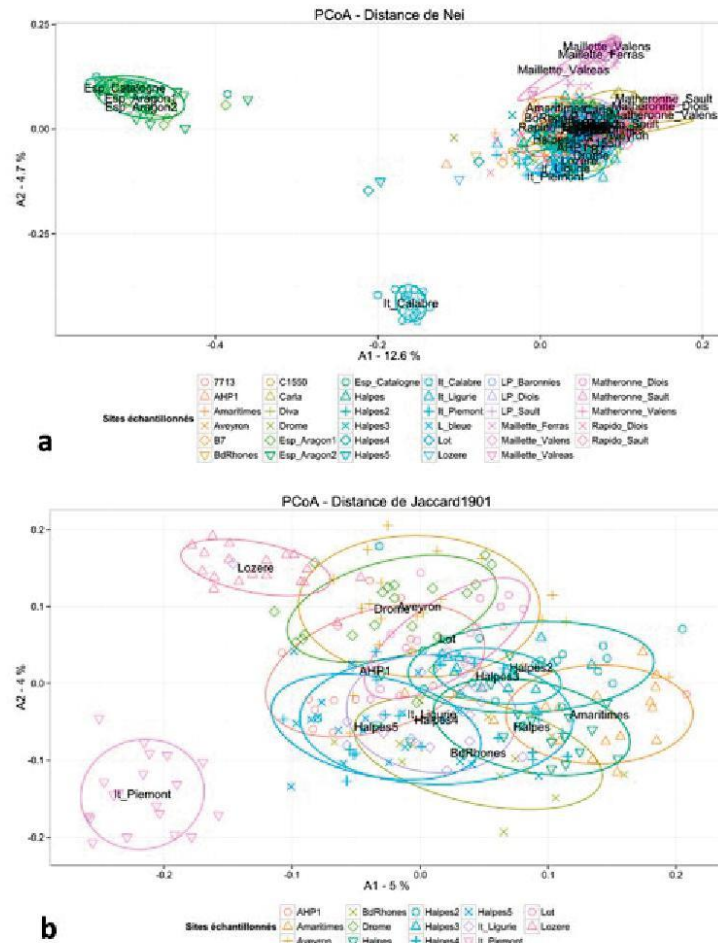 PCoA - Distance de Nei
0.25
Maillette_Valens
Maillette_Ferras
Maillette_Valreas
Esp_Catalogne
Esp_Aragon1
Esp_Aragon2
Matheronne_Sault
Matheronne_Diois
Matheronne_Valens
0.00
It_Piemont
A2 - 4.7 %
-0.25
It_Calabre
-0.4
-0.2
0.0
0.2
A1 - 12.6 %
Sites échantillonnés
7713
C1550
Esp_Catalogne
It_Calabre
LP_Baronnies
Matheronne_Diois
AHP1
Carla
Halpes
It_Ligurie
LP_Diois
Matheronne_Sault
Amaritimes
Diva
Halpes2
It_Piemont
LP_Sault
Matheronne_Valens
Aveyron
Drome
Halpes3
L_bleue
Maillette_Ferras
Rapido_Diois
B7
Esp_Aragon1
Halpes4
Lot
Maillette_Valens
Rapido_Sault
BdRhones
Esp_Aragon2
Halpes5
Lozere
Maillette_Valreas
a
PCoA - Distance de Jaccard1901
0.2
Lozere
0.1
Drome
Aveyron
Lot
AHP1
Halpes2
Halpes3
0.0
A2 - 4 %
It_Ligurie
Halpes4
Halpes5
Halpes
Amaritimes
BdRhones
-0.1
It_Piemont
-0.2
-0.2
-0.1
0.0
0.1
0.2
A1 - 5 %
Sites échantillonnés
AHP1
BdRhones
Halpes2
Halpes5
Lot
Amaritimes
Drome
Halpes3
It_Ligurie
Lozere
Aveyron
Halpes
Halpes4
It_Piemont
b